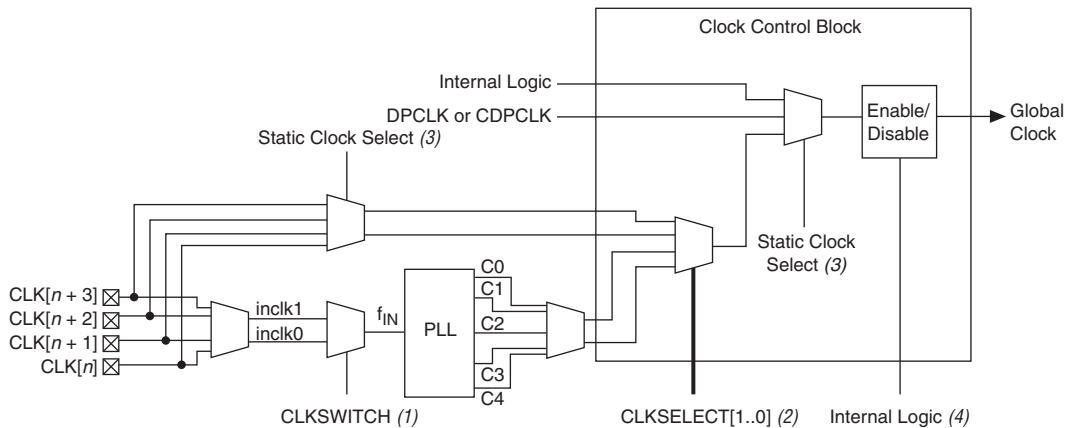 Clock Control Block
Internal Logic
DPCLK or CDPCLK
Enable/
Disable
Global
Clock
Static Clock Select (3)
Static Clock
Select (3)
CLK[n + 3]
CLK[n + 2]
CLK[n + 1]
CLK[n]
inclk1
inclk0
fIN
PLL
C0
C1
C2
C3
C4
CLKSWITCH (1)
CLKSELECT[1..0] (2)
Internal Logic (4)